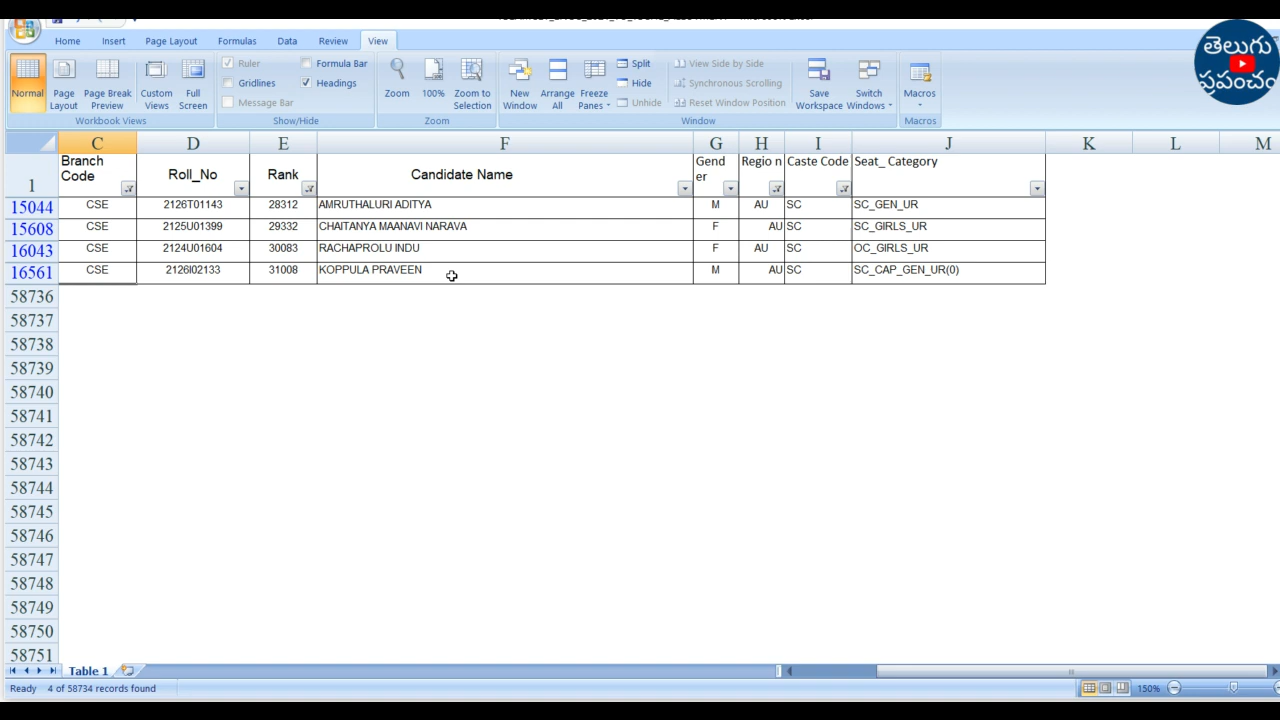 Home Insert Page Layout Formulas Data Review View
Ruler Formula Bar
Gridlines Headings
Message Bar
Normal Page Layout Page Break Preview Custom Views Full Screen
Zoom 100% Zoom to Selection
New Window Arrange All Freeze Panes
Split View Side by Side
Hide Synchronous Scrolling
Unhide Reset Window Position
Save Workspace Switch Windows Macros
Workbook Views Show/Hide Zoom Window Macros
తెలుగు
ప్రపంచం
C D E F G H I J K L M
1 Branch Code Roll_No Rank Candidate Name Gend er Regio n Caste Code Seat_ Category
15044 CSE 2126T01143 28312 AMRUTHALURI ADITYA M AU SC SC_GEN_UR
15608 CSE 2125U01399 29332 CHAITANYA MAANAVI NARAVA F AU SC SC_GIRLS_UR
16043 CSE 2124U01604 30083 RACHAPROLU INDU F AU SC OC_GIRLS_UR
16561 CSE 2126I02133 31008 KOPPULA PRAVEEN M AU SC SC_CAP_GEN_UR(0)
58736
58737
58738
58739
58740
58741
58742
58743
58744
58745
58746
58747
58748
58749
58750
58751
Table 1
Ready 4 of 58734 records found 150%